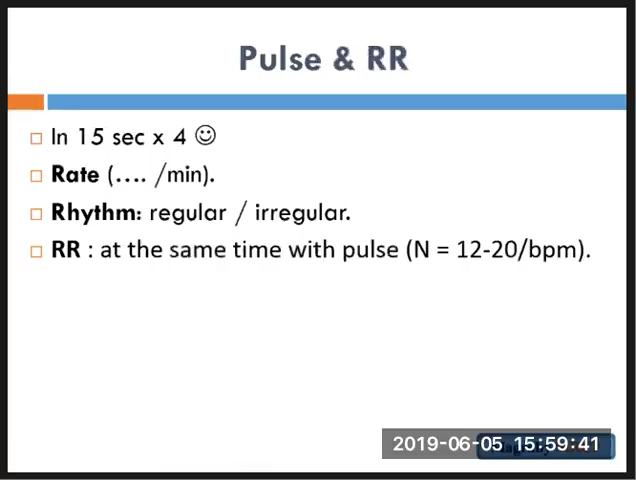 Pulse & RR
In 15 sec x 4 ☺
Rate (.... /min).
Rhythm: regular / irregular.
RR : at the same time with pulse (N = 12-20/bpm).
2019-06-05 15:59:41